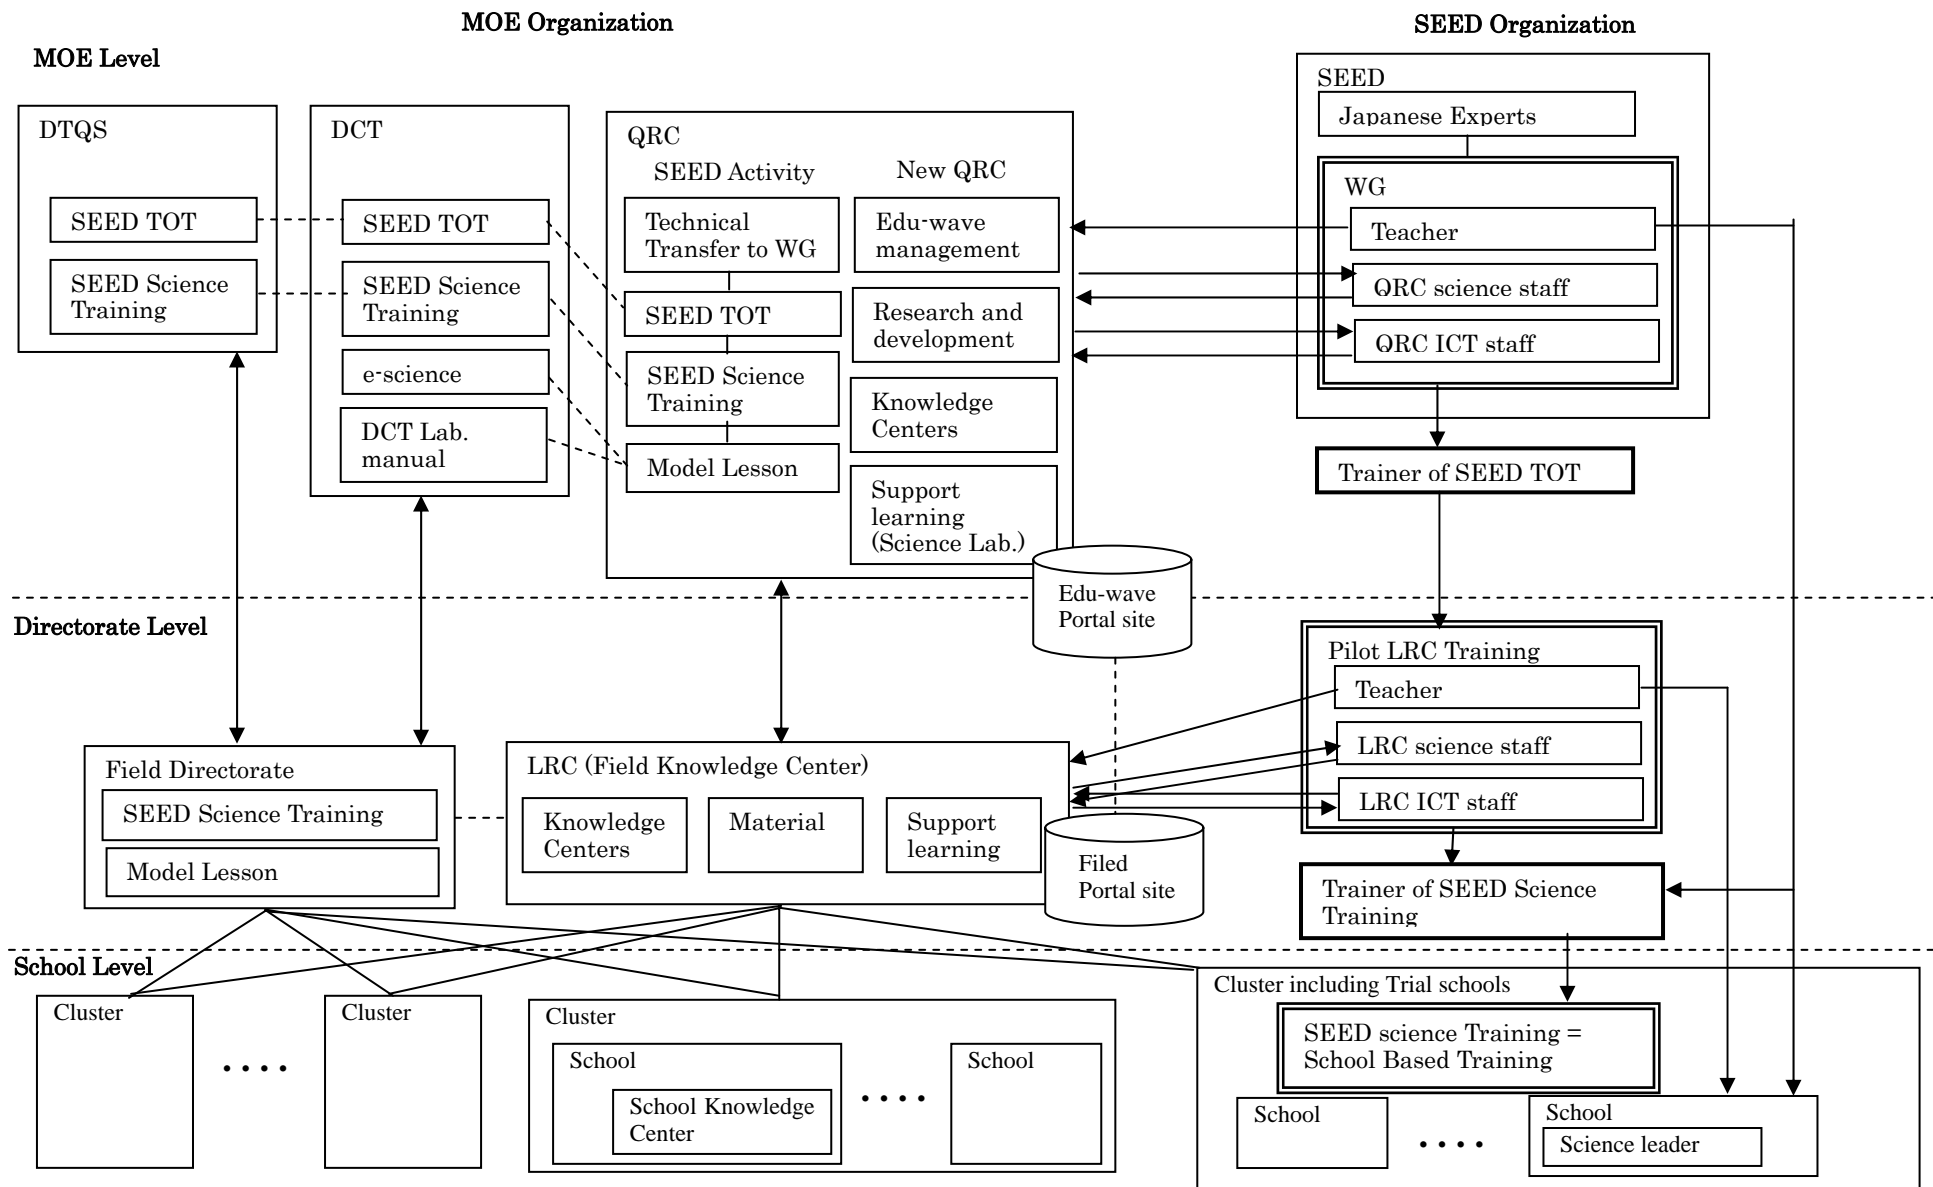 MOE Organization
SEED Organization
MOE Level
DTQS
SEED TOT
SEED Science
Training
DCT
SEED TOT
SEED Science
Training
e-science
DCT Lab.
manual
QRC
SEED Activity
Technical
Transfer to WG
SEED TOT
SEED Science
Training
Model Lesson
New QRC
Edu-wave
management
Research and
development
Knowledge
Centers
Support
learning
(Science Lab.)
SEED
Japanese Experts
WG
Teacher
QRC science staff
QRC ICT staff
Trainer of SEED TOT
Edu-wave
Portal site
Directorate Level
Field Directorate
SEED Science Training
Model Lesson
LRC (Field Knowledge Center)
Knowledge
Centers
Material
Support
learning
Filed
Portal site
Pilot LRC Training
Teacher
LRC science staff
LRC ICT staff
Trainer of SEED Science
Training
School Level
Cluster
....
Cluster
Cluster
School
School Knowledge
Center
....
School
Cluster including Trial schools
SEED science Training =
School Based Training
School
....
School
Science leader